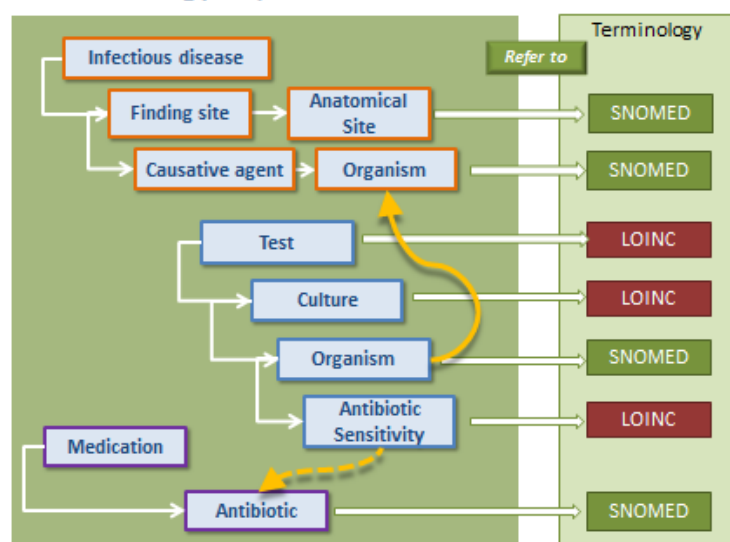 Terminology
Infectious disease
Refer to
Finding site
Anatomical
Site
SNOMED
Causative agent
Organism
SNOMED
Test
LOINC
Culture
LOINC
Organism
SNOMED
Antibiotic
Sensitivity
LOINC
Medication
Antibiotic
SNOMED